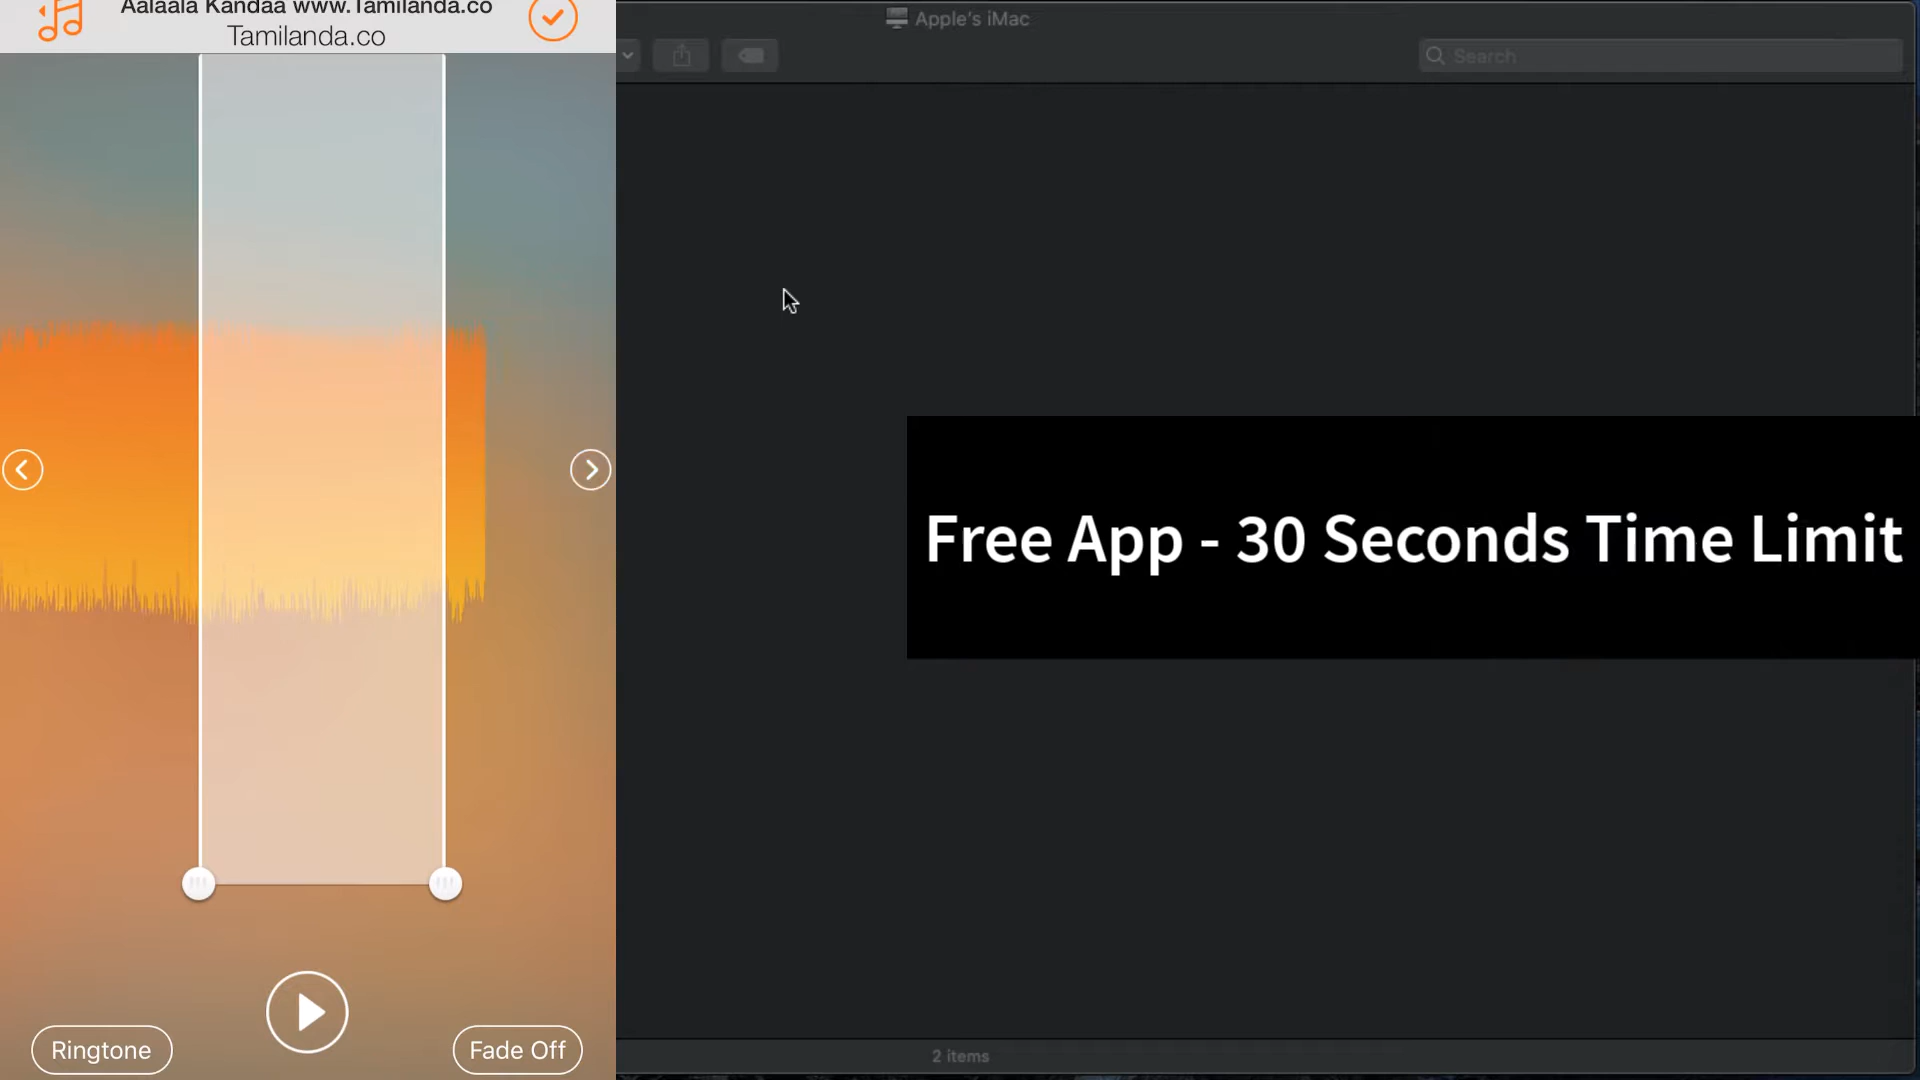 Aalaala Kandaa www.Tamilanda.co
Tamilanda.co
Apple's iMac
Search
Free App - 30 Seconds Time Limit
Ringtone
Fade Off
2 items